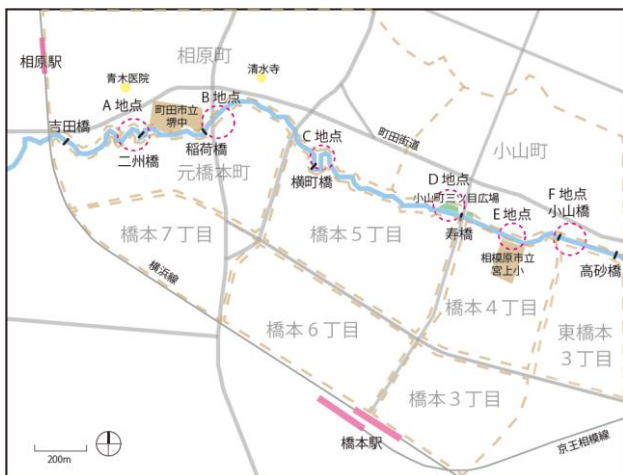 相原駅
相原町
青木医院
清水寺
A 地点
B 地点
町田市立
堺中
吉田橋
二州橋
稲荷橋
元橋本町
C 地点
横町橋
町田街道
小山町
D 地点
小山町三ツ目広場
寿橋
E 地点
F 地点
小山橋
相模原市立
宮上小
高砂橋
橋本7丁目
橋本5丁目
横浜線
橋本4丁目
橋本6丁目
東橋本
3丁目
橋本3丁目
橋本駅
京王相模線
200m